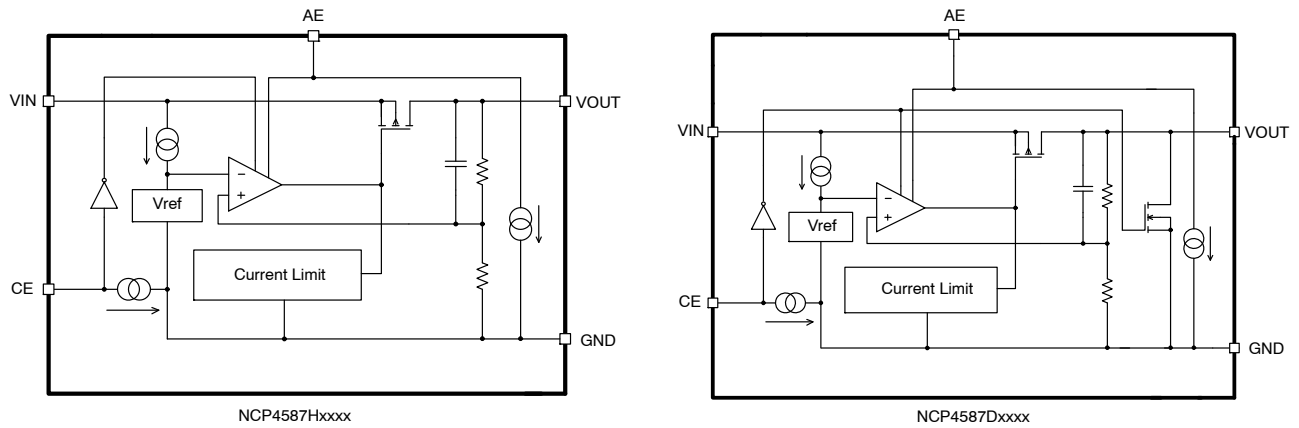 AE
VIN
VOUT
Vref
−
+
Current Limit
CE
GND
NCP4587Hxxxx
AE
VIN
VOUT
Vref
−
+
Current Limit
CE
GND
NCP4587Dxxxx